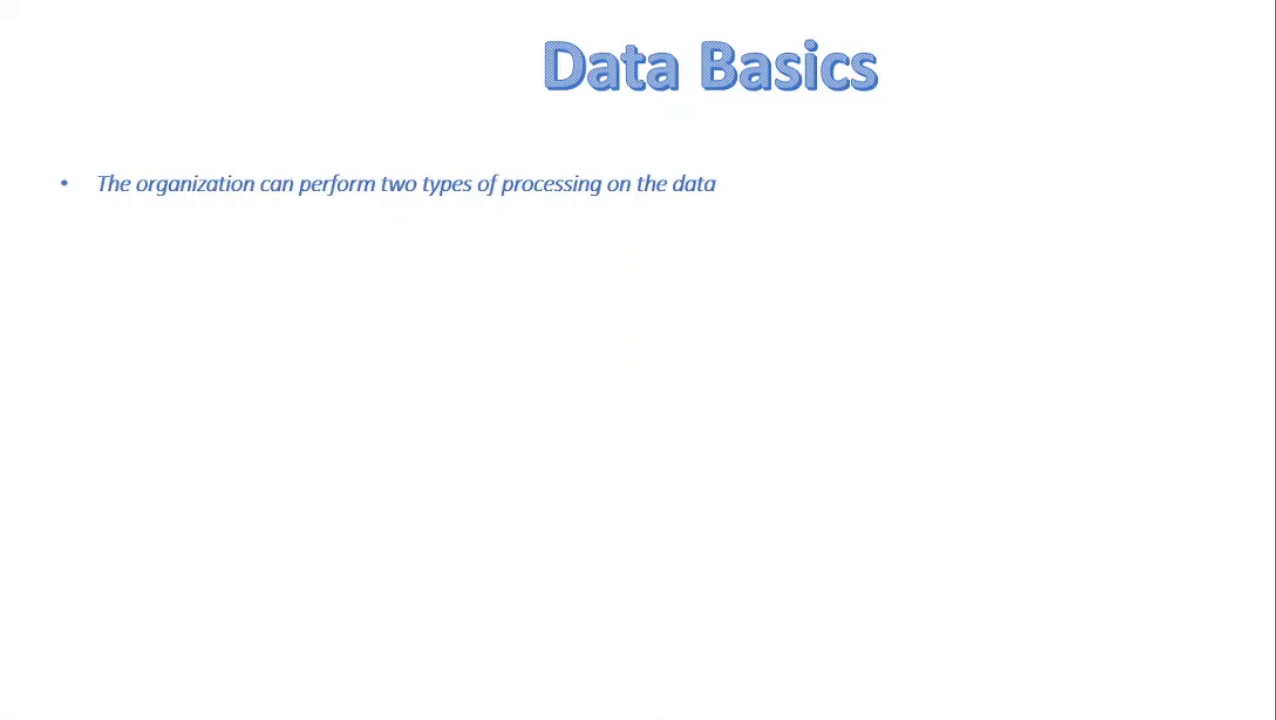 Data Basics
• The organization can perform two types of processing on the data